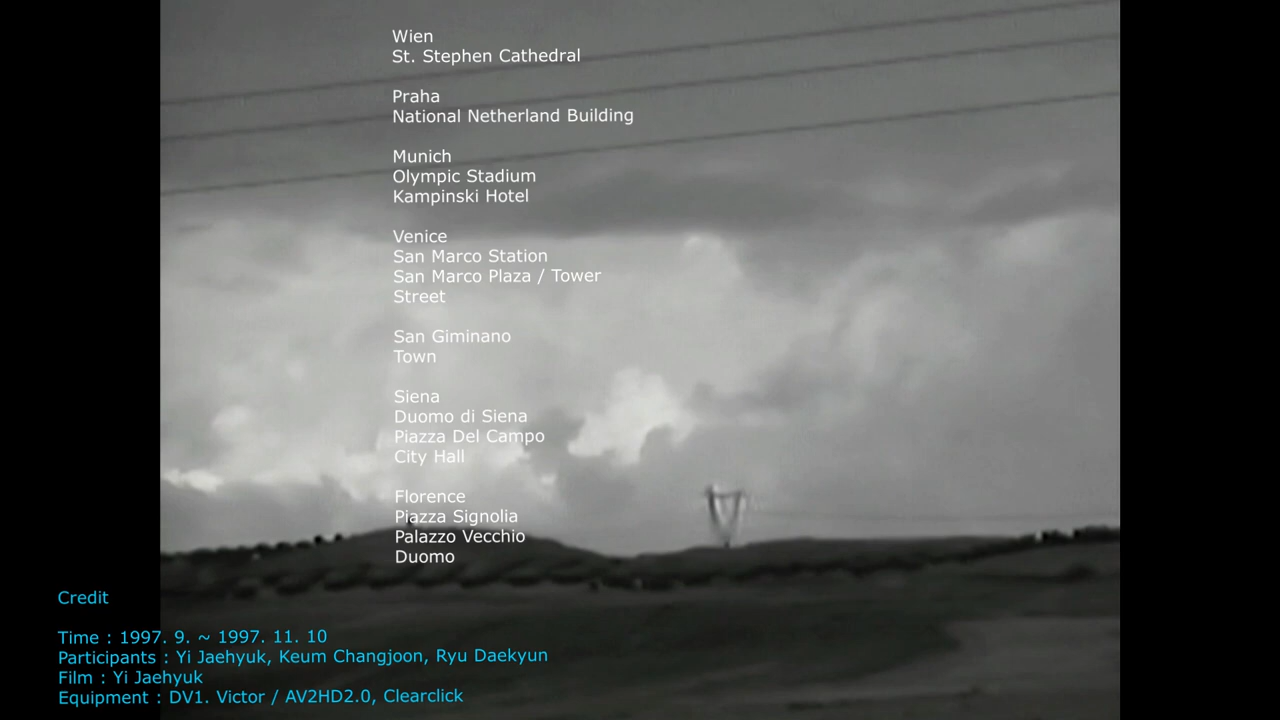 Wien
St. Stephen Cathedral
Praha
National Netherland Building
Munich
Olympic Stadium
Kampinski Hotel
Venice
San Marco Station
San Marco Plaza / Tower
Street
San Giminano
Town
Siena
Duomo di Siena
Piazza Del Campo
City Hall
Florence
Piazza Signolia
Palazzo Vecchio
Duomo
Credit
Time : 1997. 9. ~ 1997. 11. 10
Participants : Yi Jaehyuk, Keum Changjoon, Ryu Daekyun
Film : Yi Jaehyuk
Equipment : DV1. Victor / AV2HD2.0, Clearclick